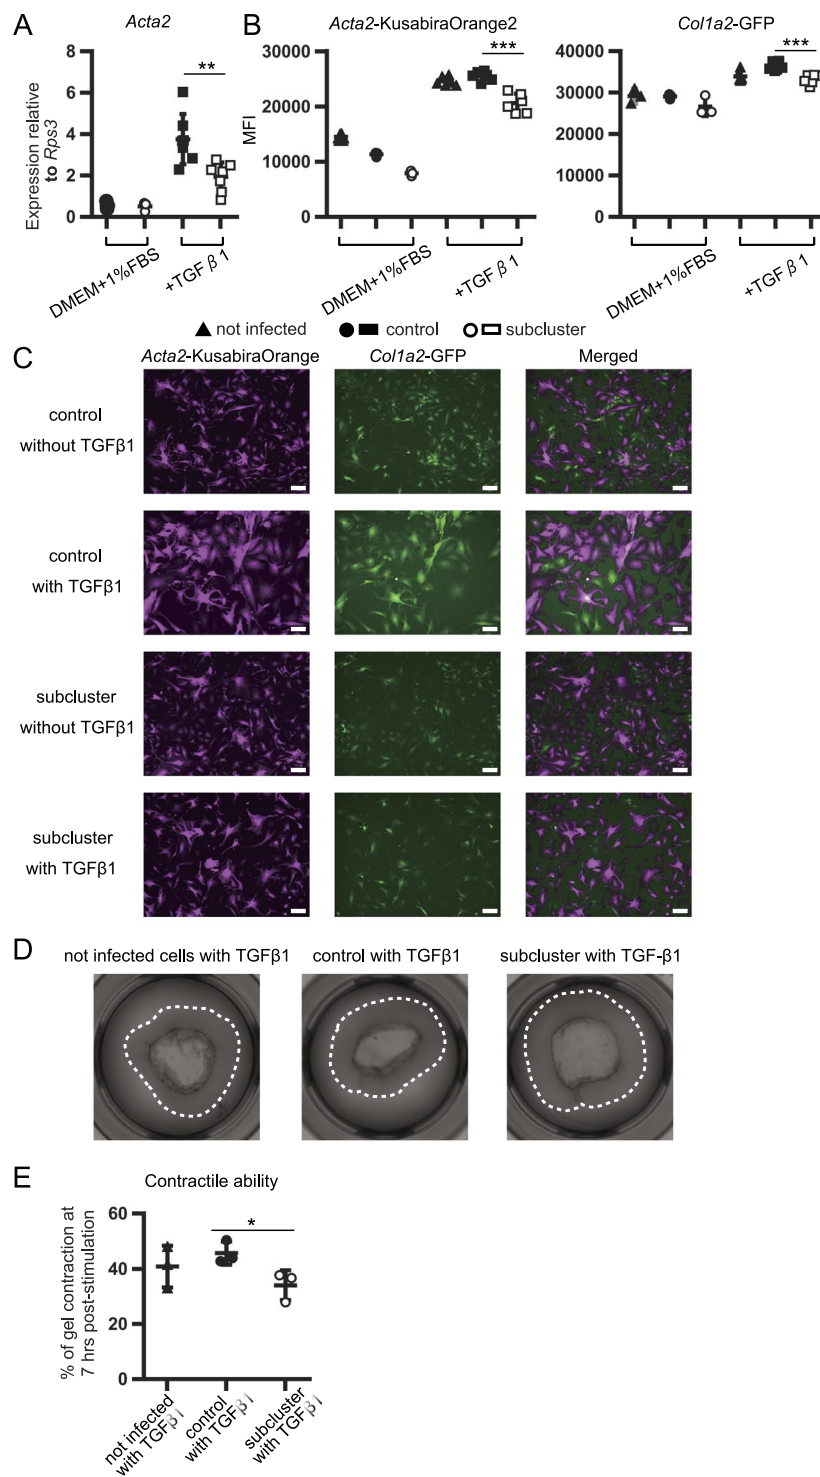 A
Acta2
Expression relative
to Rps3
8
6
4
2
0
**
DMEM+1%FBS
+TGFβ1
B
Acta2-KusabiraOrange2
MFI
30000
20000
10000
0
***
DMEM+1%FBS
+TGFβ1
Col1a2-GFP
40000
30000
20000
10000
0
***
DMEM+1%FBS
+TGFβ1
not infected
control
subcluster
C
Acta2-KusabiraOrange
Col1a2-GFP
Merged
control
without TGFβ1
control
with TGFβ1
subcluster
without TGFβ1
subcluster
with TGFβ1
D
not infected cells with TGFβ1
control with TGFβ1
subcluster with TGF-β1
E
Contractile ability
% of gel contraction at
7 hrs post-stimulation
60
40
20
0
*
not infected
with TGFβ1
control
with TGFβ1
subcluster
with TGFβ1